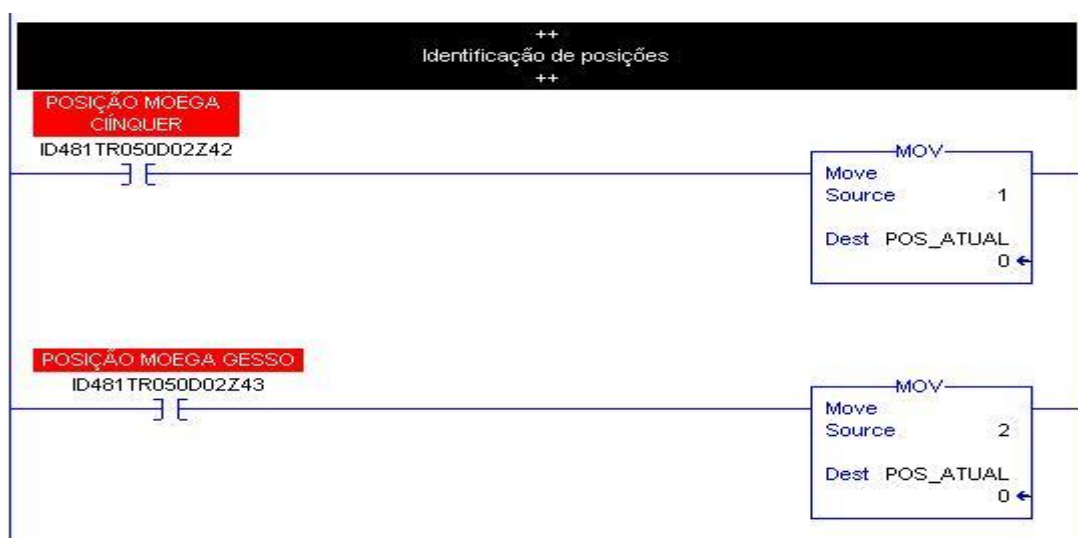 ++
Identificação de posições
++
POSIÇÃO MOEGA
CIÍNQUER
ID481TR050D02Z42
MOV
Move
Source 1
Dest POS_ATUAL
0
POSIÇÃO MOEGA GESSO
ID481TR050D02Z43
MOV
Move
Source 2
Dest POS_ATUAL
0